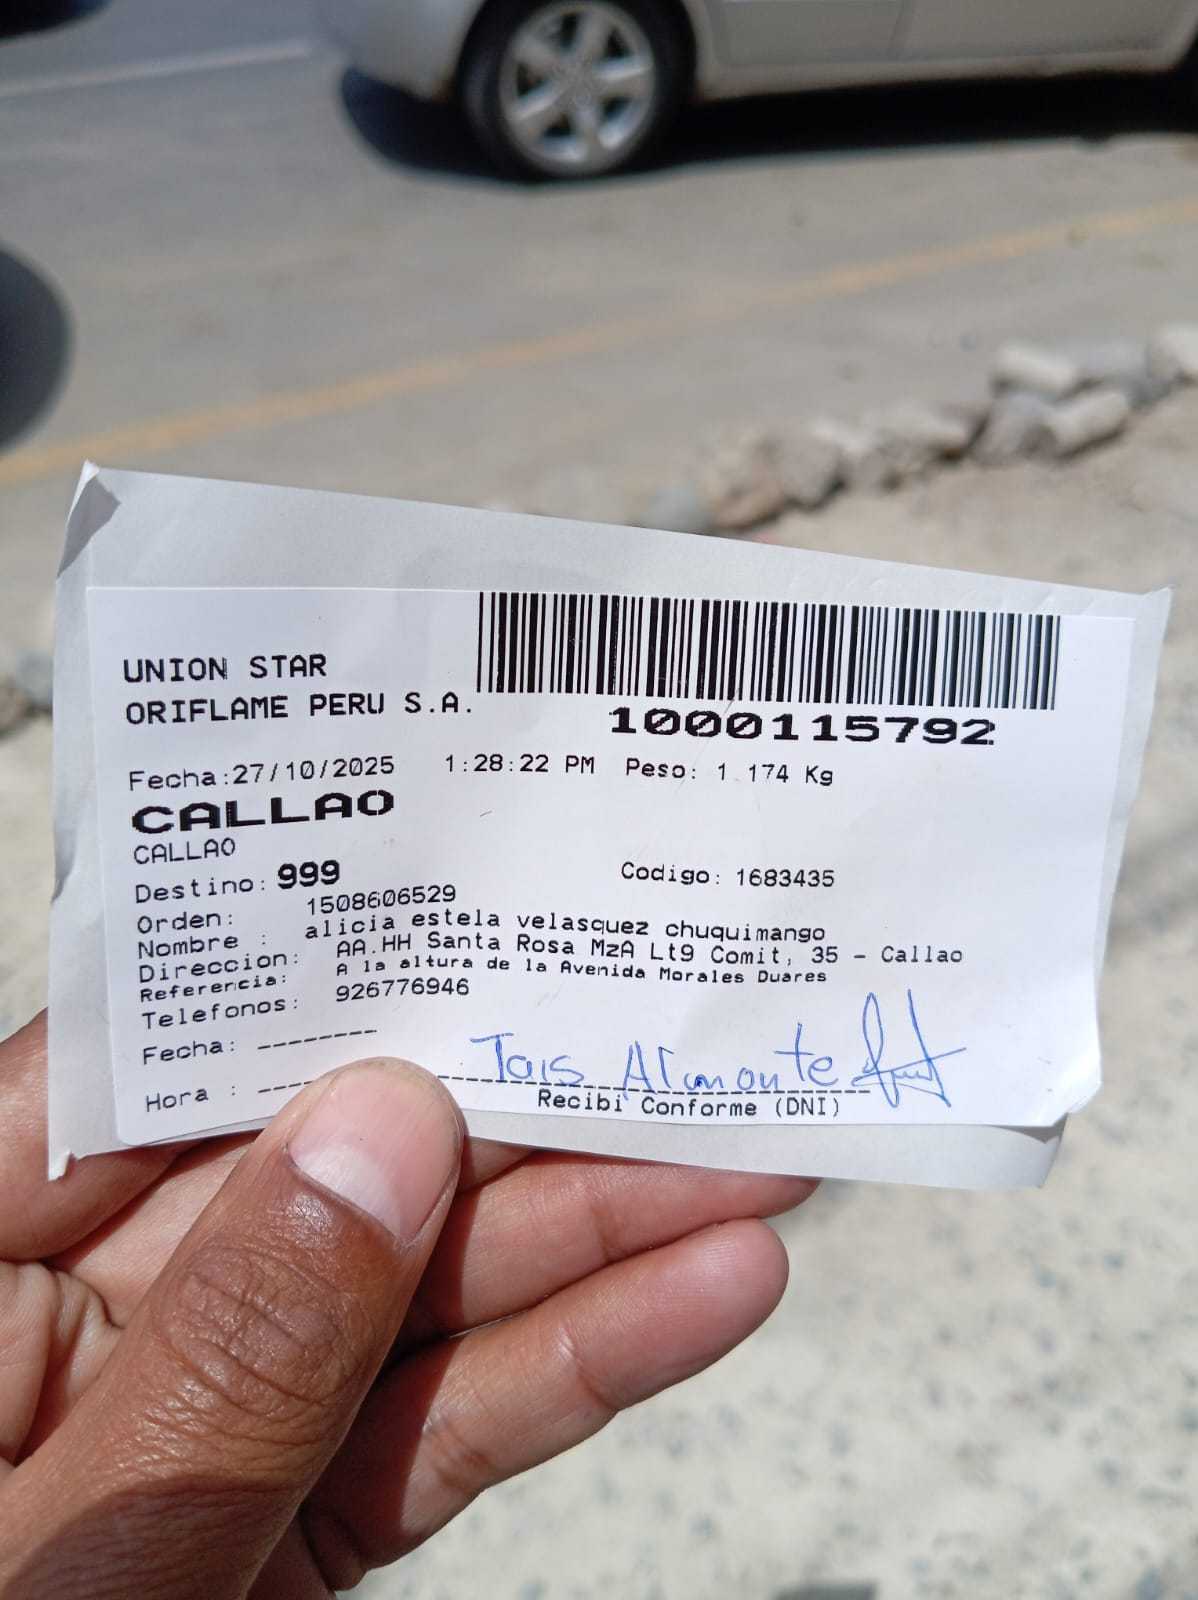 UNION STAR
ORIFLAME PERU S.A.
1000115792
Fecha:27/10/2025 1:28:22 PM Peso: 1.174 Kg
CALLAO
CALLAO
Destino: 999 Codigo: 1683435
Orden: 1508606529
Nombre : alicia estela velasquez chuquimango
Direccion: AA.HH Santa Rosa MzA Lt9 Comit, 35 - Callao
Referencia: A la altura de la Avenida Morales Duares
Telefonos: 926776946
Fecha: --------
Tais Almonte
Hora :
Recibi Conforme (DNI)